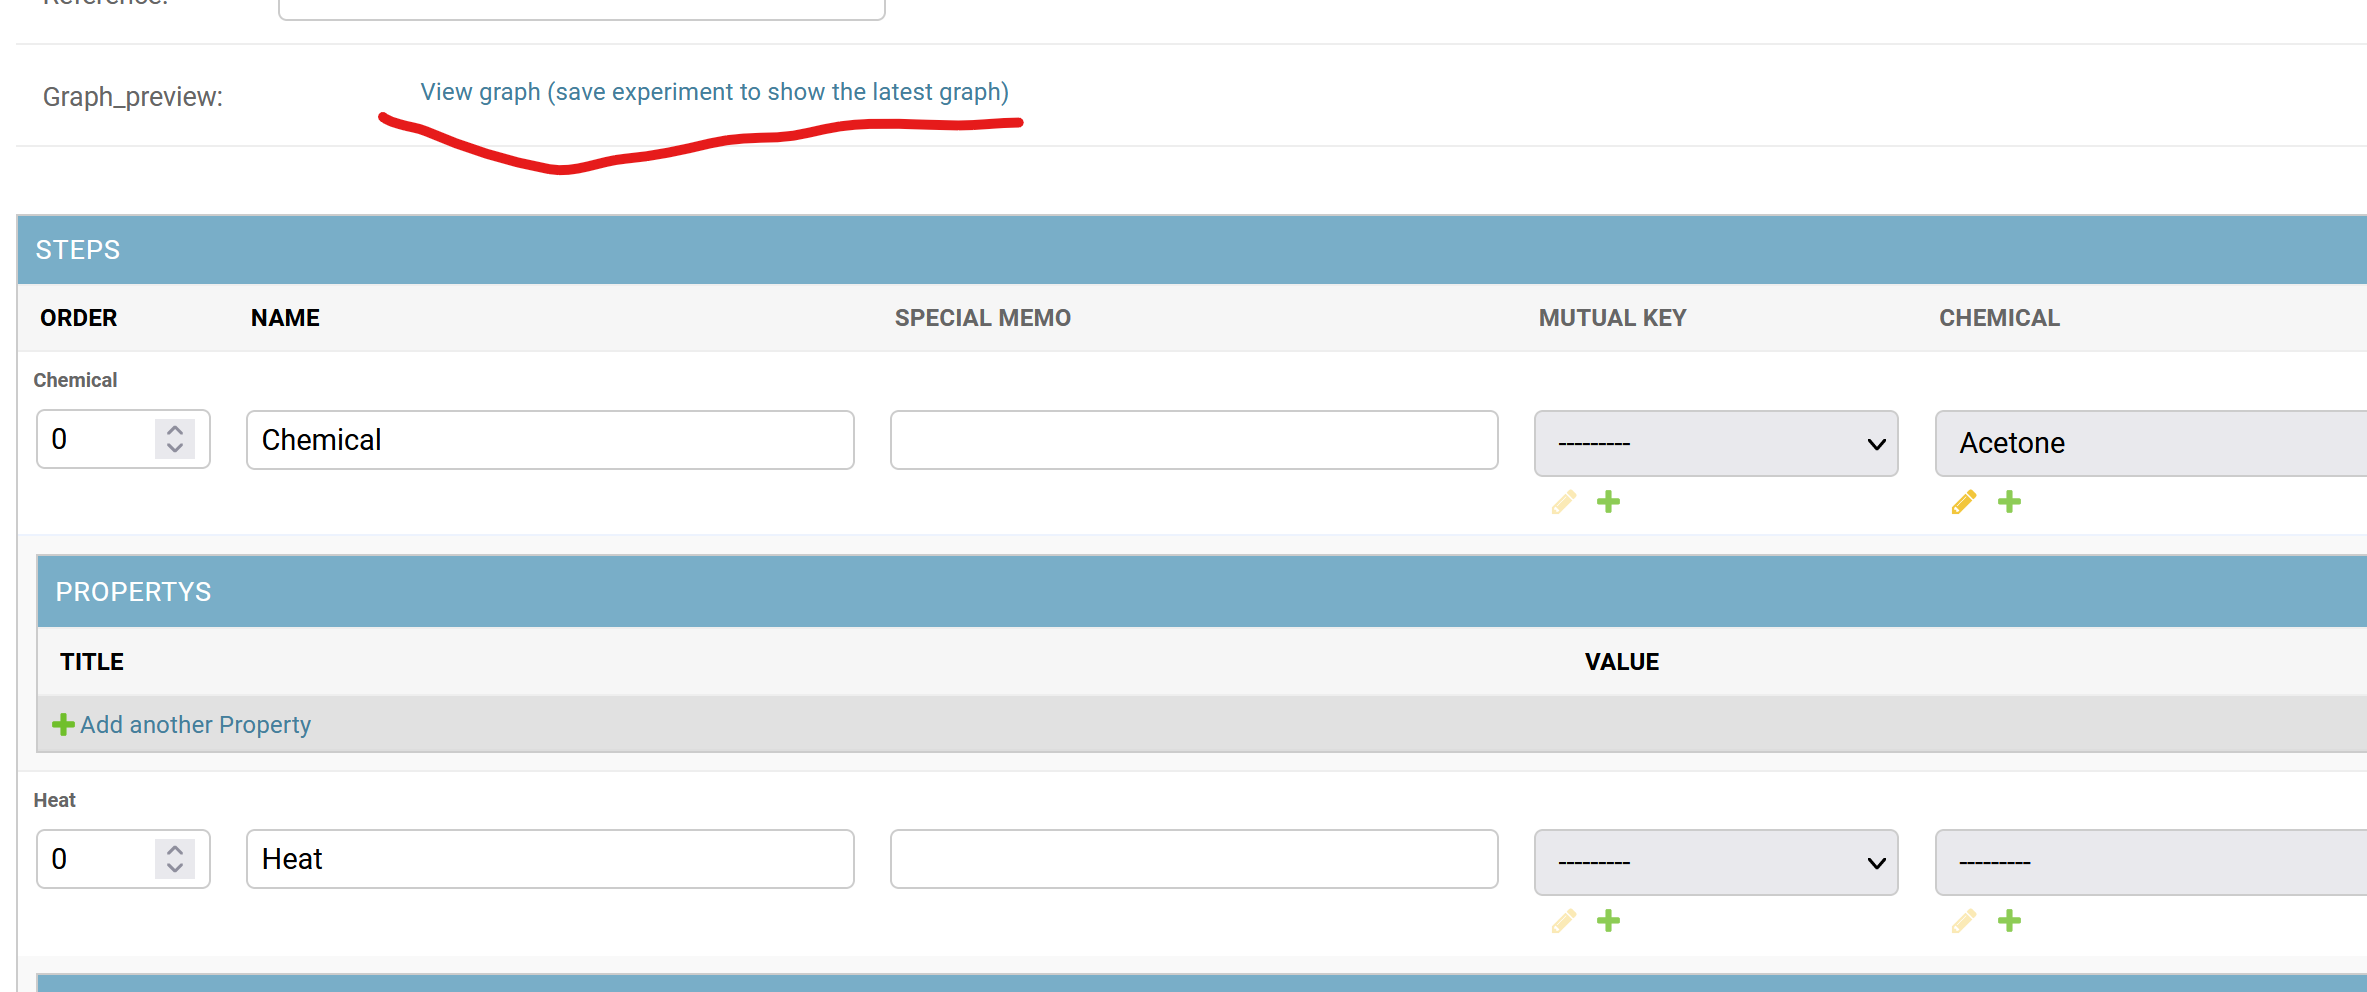 Reference:
Graph_preview:
View graph (save experiment to show the latest graph)
STEPS
ORDER NAME SPECIAL MEMO MUTUAL KEY CHEMICAL
Chemical
0 Chemical --------- Acetone
PROPERTYS
TITLE VALUE
Add another Property
Heat
0 Heat --------- ---------